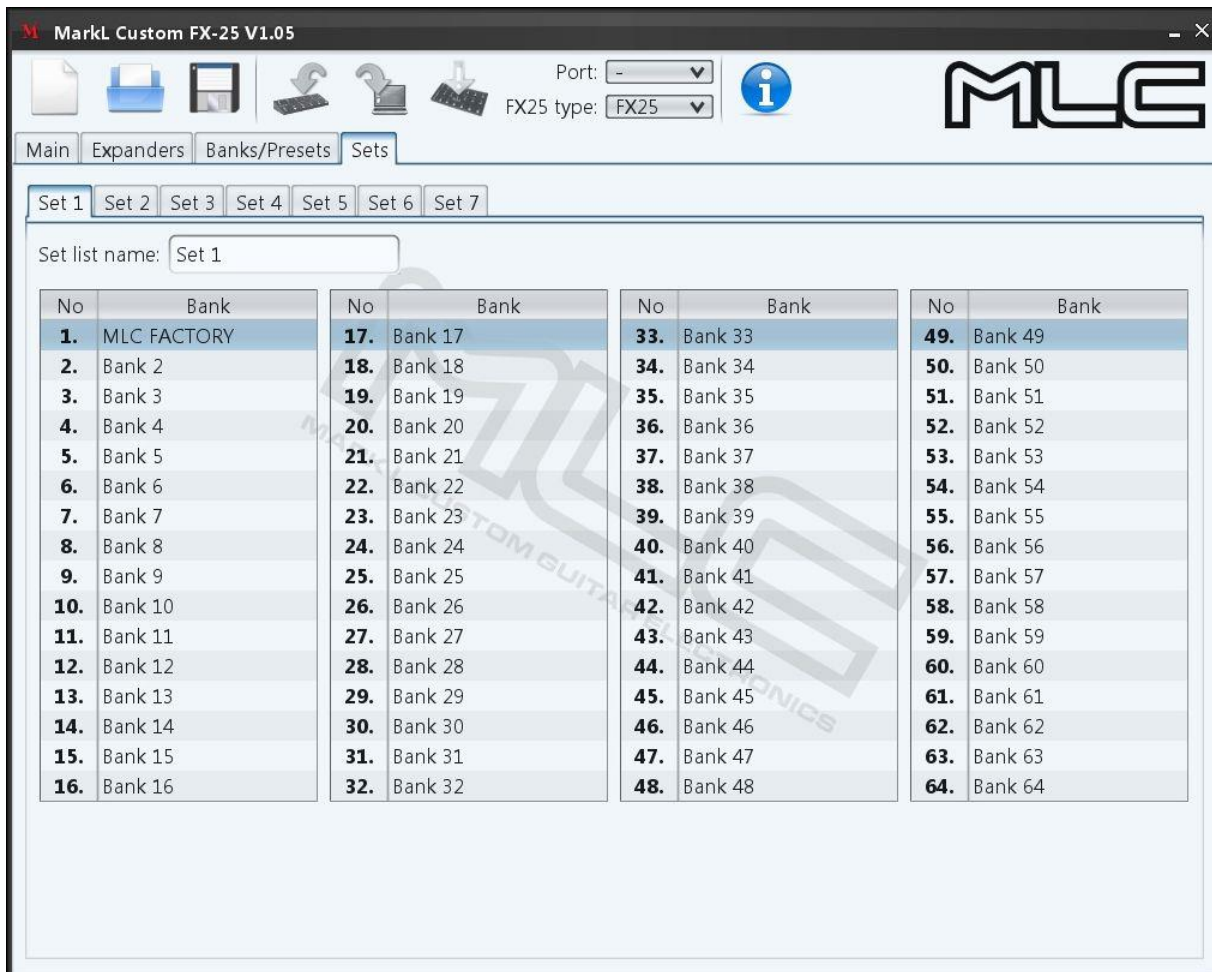 M MarkL Custom FX-25 V1.05
Port: -
FX25 type: FX25
MLC
Main Expanders Banks/Presets Sets
Set 1 Set 2 Set 3 Set 4 Set 5 Set 6 Set 7
Set list name: Set 1
No Bank No Bank No Bank No Bank
1. MLC FACTORY 17. Bank 17 33. Bank 33 49. Bank 49
2. Bank 2 18. Bank 18 34. Bank 34 50. Bank 50
3. Bank 3 19. Bank 19 35. Bank 35 51. Bank 51
4. Bank 4 20. Bank 20 36. Bank 36 52. Bank 52
5. Bank 5 21. Bank 21 37. Bank 37 53. Bank 53
6. Bank 6 22. Bank 22 38. Bank 38 54. Bank 54
7. Bank 7 23. Bank 23 39. Bank 39 55. Bank 55
8. Bank 8 24. Bank 24 40. Bank 40 56. Bank 56
9. Bank 9 25. Bank 25 41. Bank 41 57. Bank 57
10. Bank 10 26. Bank 26 42. Bank 42 58. Bank 58
11. Bank 11 27. Bank 27 43. Bank 43 59. Bank 59
12. Bank 12 28. Bank 28 44. Bank 44 60. Bank 60
13. Bank 13 29. Bank 29 45. Bank 45 61. Bank 61
14. Bank 14 30. Bank 30 46. Bank 46 62. Bank 62
15. Bank 15 31. Bank 31 47. Bank 47 63. Bank 63
16. Bank 16 32. Bank 32 48. Bank 48 64. Bank 64
MLC
MARKL CUSTOM GUITAR ELECTRONICS